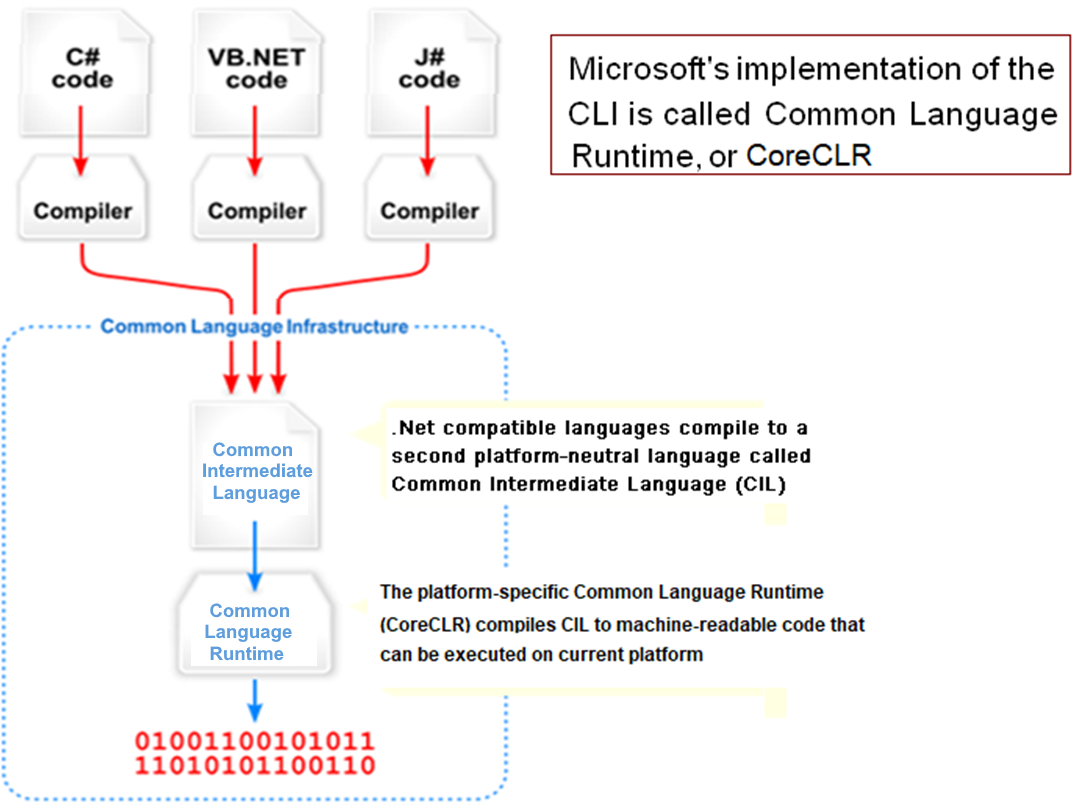 C#
code
VB.NET
code
J#
code
Microsoft's implementation of the
CLI is called Common Language
Runtime, or CoreCLR
Compiler
Compiler
Compiler
Common Language Infrastructure
Common
Intermediate
Language
.Net compatible languages compile to a
second platform-neutral language called
Common Intermediate Language (CIL)
Common
Language
Runtime
The platform-specific Common Language Runtime
(CoreCLR) compiles CIL to machine-readable code that
can be executed on current platform
01001100101011
11010101100110